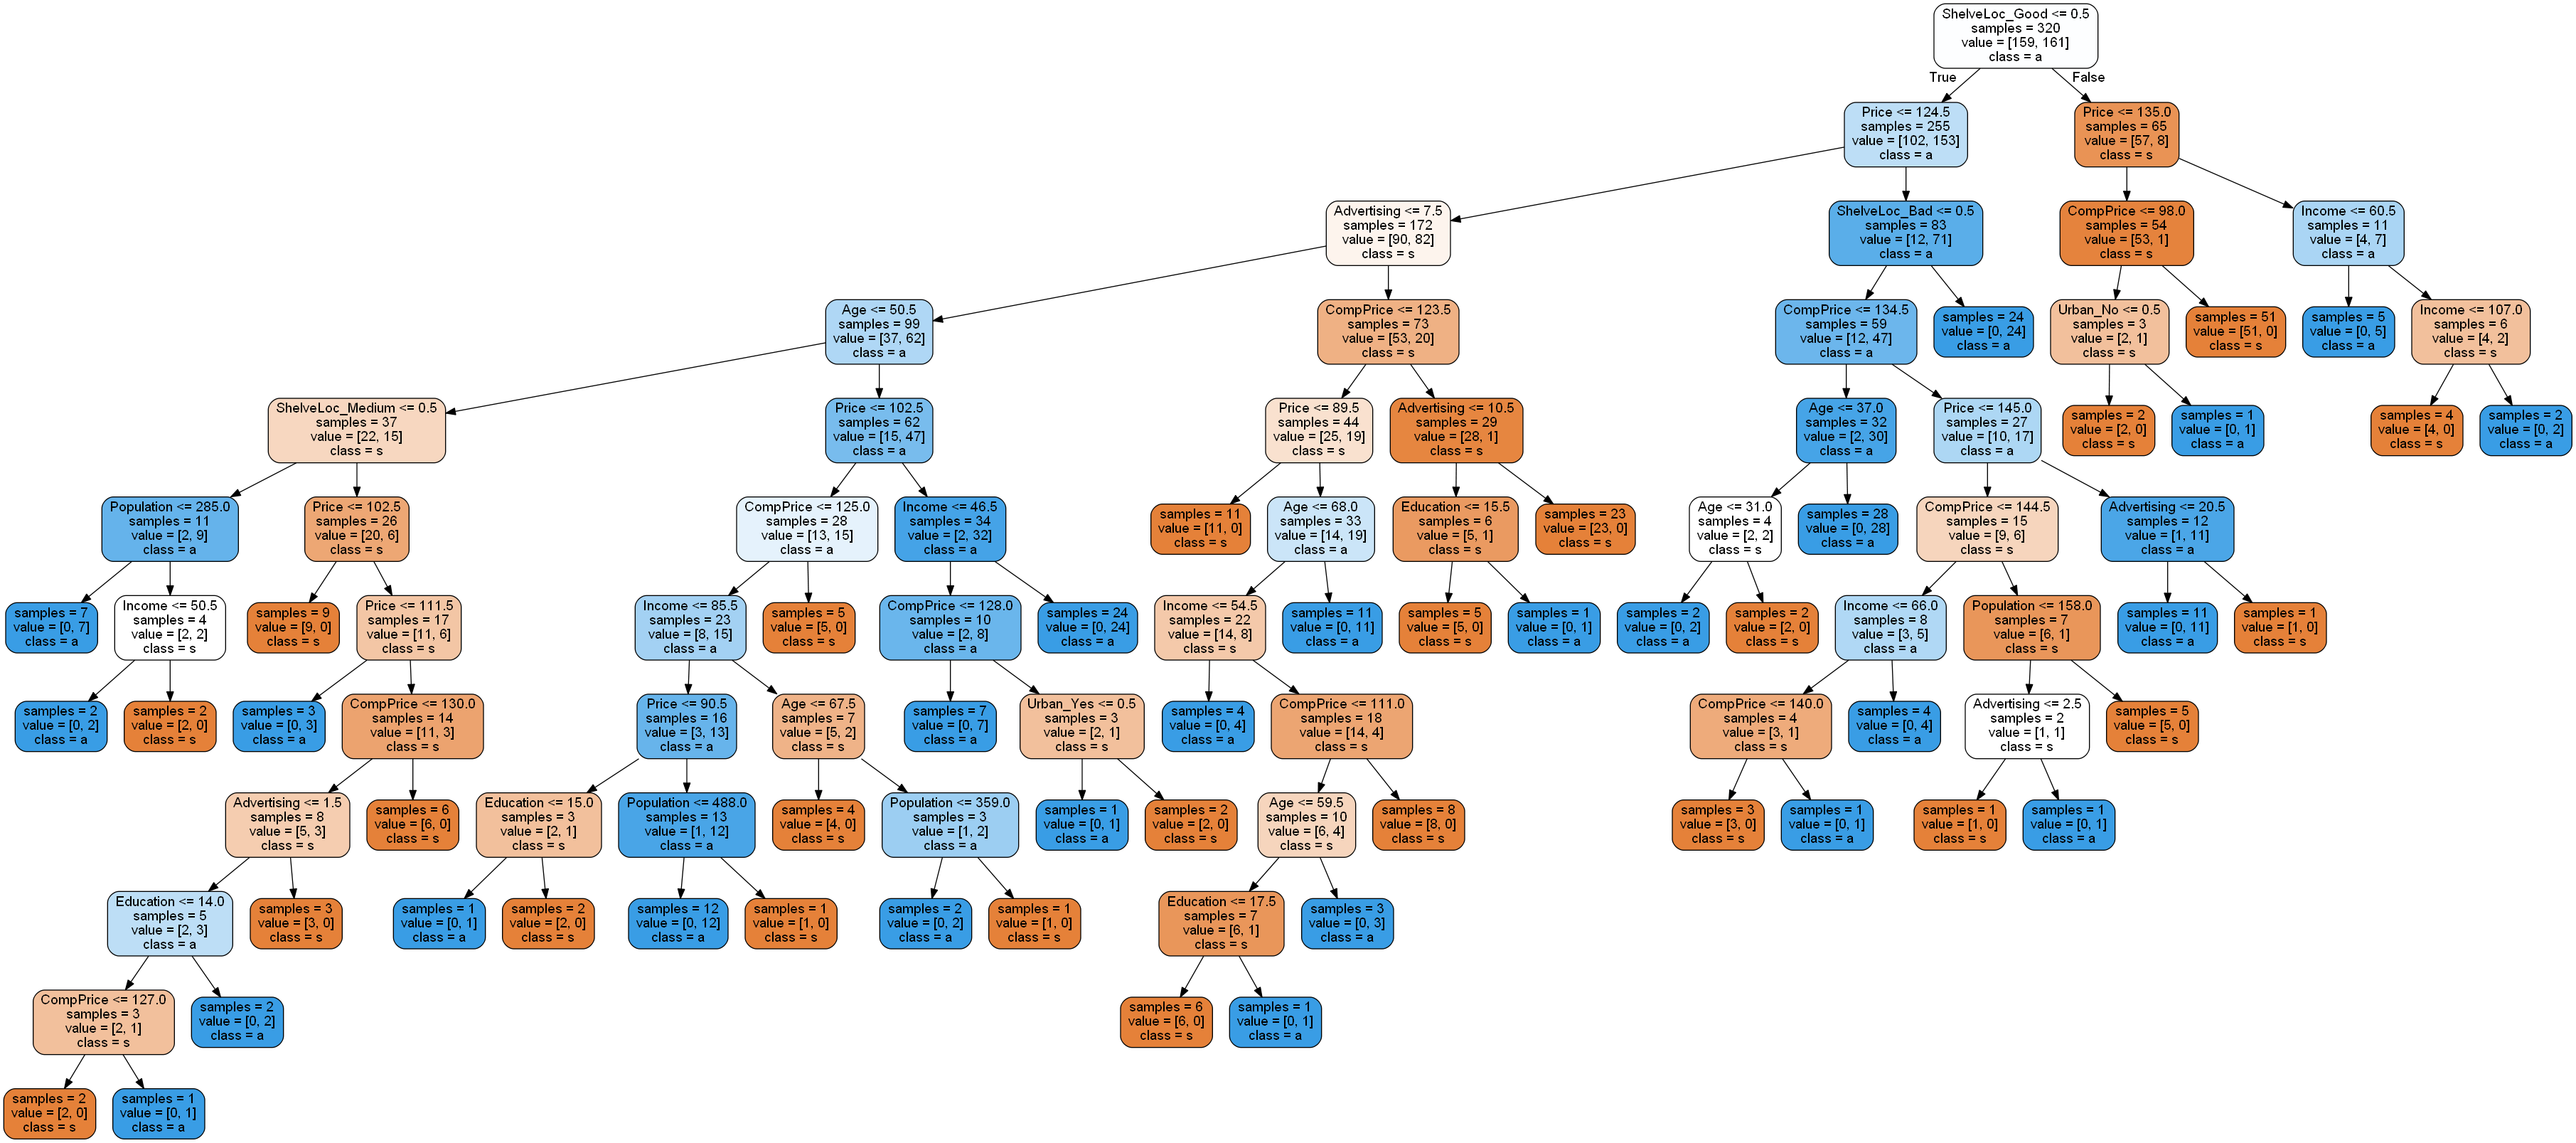 ShelveLoc_Good <= 0.5
samples = 320
value = [159, 161]
class = a
True
False
Price <= 124.5
samples = 255
value = [102, 153]
class = a
Price <= 135.0
samples = 65
value = [57, 8]
class = s
Advertising <= 7.5
samples = 172
value = [90, 82]
class = s
ShelveLoc_Bad <= 0.5
samples = 83
value = [12, 71]
class = a
CompPrice <= 98.0
samples = 54
value = [53, 1]
class = s
Income <= 60.5
samples = 11
value = [4, 7]
class = a
Age <= 50.5
samples = 99
value = [37, 62]
class = a
CompPrice <= 123.5
samples = 73
value = [53, 20]
class = s
CompPrice <= 134.5
samples = 59
value = [12, 47]
class = a
samples = 24
value = [0, 24]
class = a
Urban_No <= 0.5
samples = 3
value = [2, 1]
class = s
samples = 51
value = [51, 0]
class = s
samples = 5
value = [0, 5]
class = a
Income <= 107.0
samples = 6
value = [4, 2]
class = s
ShelveLoc_Medium <= 0.5
samples = 37
value = [22, 15]
class = s
Price <= 102.5
samples = 62
value = [15, 47]
class = a
Price <= 89.5
samples = 44
value = [25, 19]
class = s
Advertising <= 10.5
samples = 29
value = [28, 1]
class = s
Age <= 37.0
samples = 32
value = [2, 30]
class = a
Price <= 145.0
samples = 27
value = [10, 17]
class = a
samples = 2
value = [2, 0]
class = s
samples = 1
value = [0, 1]
class = a
samples = 4
value = [4, 0]
class = s
samples = 2
value = [0, 2]
class = a
Population <= 285.0
samples = 11
value = [2, 9]
class = a
Price <= 102.5
samples = 26
value = [20, 6]
class = s
CompPrice <= 125.0
samples = 28
value = [13, 15]
class = a
Income <= 46.5
samples = 34
value = [2, 32]
class = a
samples = 11
value = [11, 0]
class = s
Age <= 68.0
samples = 33
value = [14, 19]
class = a
Education <= 15.5
samples = 6
value = [5, 1]
class = s
samples = 23
value = [23, 0]
class = s
Age <= 31.0
samples = 4
value = [2, 2]
class = s
samples = 28
value = [0, 28]
class = a
CompPrice <= 144.5
samples = 15
value = [9, 6]
class = s
Advertising <= 20.5
samples = 12
value = [1, 11]
class = a
samples = 7
value = [0, 7]
class = a
Income <= 50.5
samples = 4
value = [2, 2]
class = s
samples = 9
value = [9, 0]
class = s
Price <= 111.5
samples = 17
value = [11, 6]
class = s
Income <= 85.5
samples = 23
value = [8, 15]
class = a
samples = 5
value = [5, 0]
class = s
CompPrice <= 128.0
samples = 10
value = [2, 8]
class = a
samples = 24
value = [0, 24]
class = a
Income <= 54.5
samples = 22
value = [14, 8]
class = s
samples = 11
value = [0, 11]
class = a
samples = 5
value = [5, 0]
class = s
samples = 1
value = [0, 1]
class = a
samples = 2
value = [0, 2]
class = a
samples = 2
value = [2, 0]
class = s
Income <= 66.0
samples = 8
value = [3, 5]
class = a
Population <= 158.0
samples = 7
value = [6, 1]
class = s
samples = 11
value = [0, 11]
class = a
samples = 1
value = [1, 0]
class = s
samples = 2
value = [0, 2]
class = a
samples = 2
value = [2, 0]
class = s
samples = 3
value = [0, 3]
class = a
CompPrice <= 130.0
samples = 14
value = [11, 3]
class = s
Price <= 90.5
samples = 16
value = [3, 13]
class = a
Age <= 67.5
samples = 7
value = [5, 2]
class = s
samples = 7
value = [0, 7]
class = a
Urban_Yes <= 0.5
samples = 3
value = [2, 1]
class = s
samples = 4
value = [0, 4]
class = a
CompPrice <= 111.0
samples = 18
value = [14, 4]
class = s
CompPrice <= 140.0
samples = 4
value = [3, 1]
class = s
samples = 4
value = [0, 4]
class = a
Advertising <= 2.5
samples = 2
value = [1, 1]
class = s
samples = 5
value = [5, 0]
class = s
Advertising <= 1.5
samples = 8
value = [5, 3]
class = s
samples = 6
value = [6, 0]
class = s
Education <= 15.0
samples = 3
value = [2, 1]
class = s
Population <= 488.0
samples = 13
value = [1, 12]
class = a
samples = 4
value = [4, 0]
class = s
Population <= 359.0
samples = 3
value = [1, 2]
class = a
samples = 1
value = [0, 1]
class = a
samples = 2
value = [2, 0]
class = s
Age <= 59.5
samples = 10
value = [6, 4]
class = s
samples = 8
value = [8, 0]
class = s
samples = 3
value = [3, 0]
class = s
samples = 1
value = [0, 1]
class = a
samples = 1
value = [1, 0]
class = s
samples = 1
value = [0, 1]
class = a
Education <= 14.0
samples = 5
value = [2, 3]
class = a
samples = 3
value = [3, 0]
class = s
samples = 1
value = [0, 1]
class = a
samples = 2
value = [2, 0]
class = s
samples = 12
value = [0, 12]
class = a
samples = 1
value = [1, 0]
class = s
samples = 2
value = [0, 2]
class = a
samples = 1
value = [1, 0]
class = s
Education <= 17.5
samples = 7
value = [6, 1]
class = s
samples = 3
value = [0, 3]
class = a
CompPrice <= 127.0
samples = 3
value = [2, 1]
class = s
samples = 2
value = [0, 2]
class = a
samples = 6
value = [6, 0]
class = s
samples = 1
value = [0, 1]
class = a
samples = 2
value = [2, 0]
class = s
samples = 1
value = [0, 1]
class = a